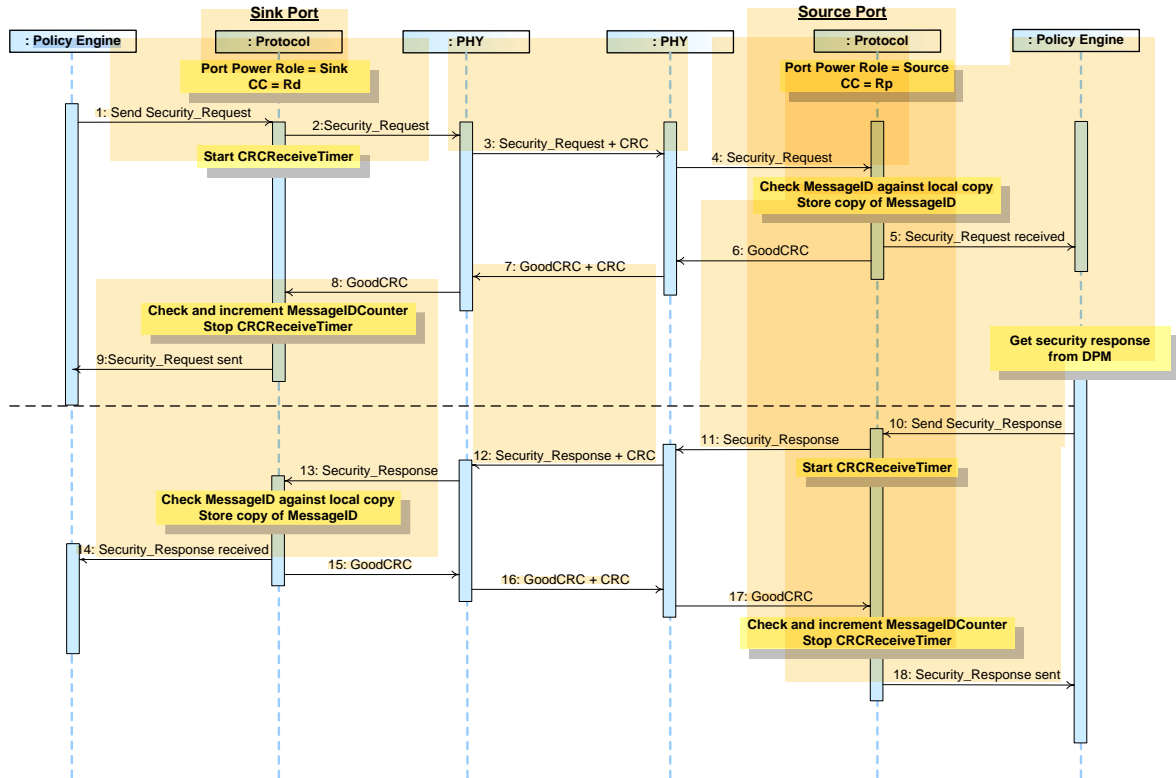 Sink Port
Source Port
: Policy Engine
: Protocol
: PHY
: PHY
: Protocol
: Policy Engine
Port Power Role = Sink
CC = Rd
Port Power Role = Source
CC = Rp
1: Send Security_Request
2:Security_Request
Start CRCReceiveTimer
3: Security_Request + CRC
4: Security_Request
Check MessageID against local copy
Store copy of MessageID
5: Security_Request received
6: GoodCRC
7: GoodCRC + CRC
8: GoodCRC
Check and increment MessageIDCounter
Stop CRCReceiveTimer
9:Security_Request sent
Get security response
from DPM
10: Send Security_Response
11: Security_Response
Start CRCReceiveTimer
12: Security_Response + CRC
13: Security_Response
Check MessageID against local copy
Store copy of MessageID
14: Security_Response received
15: GoodCRC
16: GoodCRC + CRC
17: GoodCRC
Check and increment MessageIDCounter
Stop CRCReceiveTimer
18: Security_Response sent